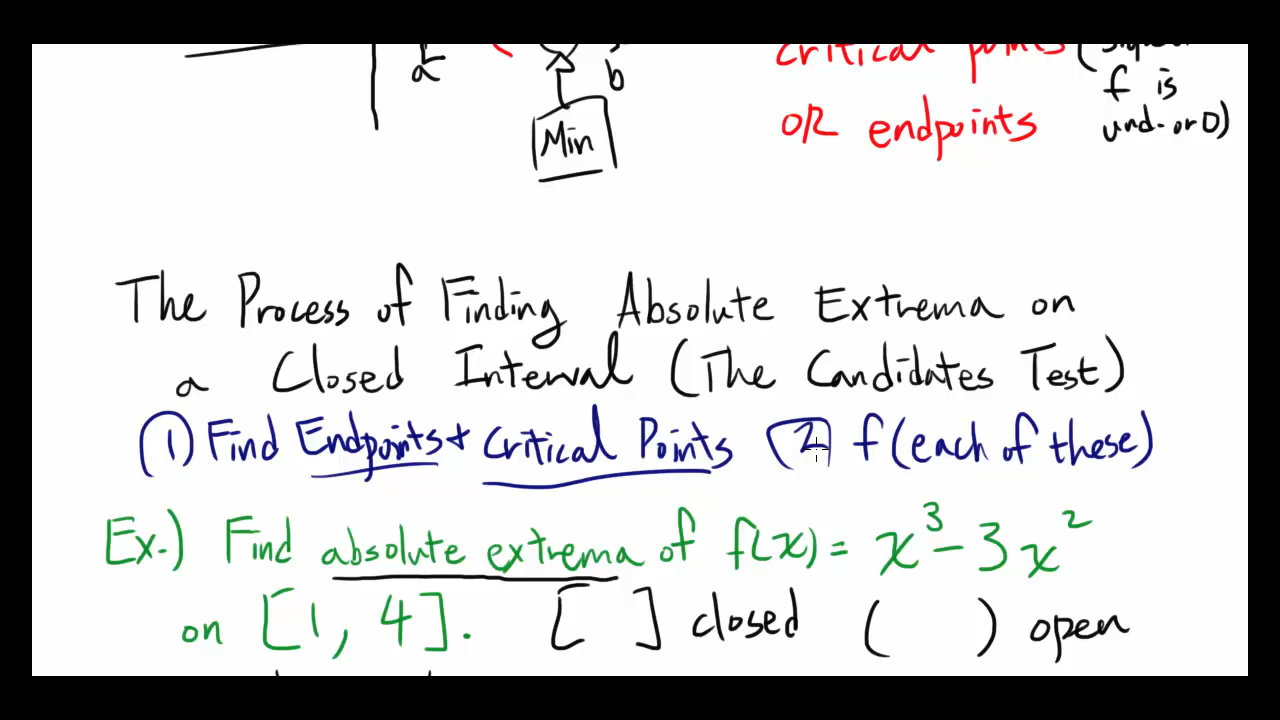 a
b
Min
critical points (
f is
OR endpoints
und. or 0)
The Process of Finding Absolute Extrema on
a Closed Interval (The Candidates Test)
① Find Endpoints + Critical Points ② f (each of these)
Ex.) Find absolute extrema of f(x) = x³ - 3x²
on [1, 4]. [ ] closed ( ) open